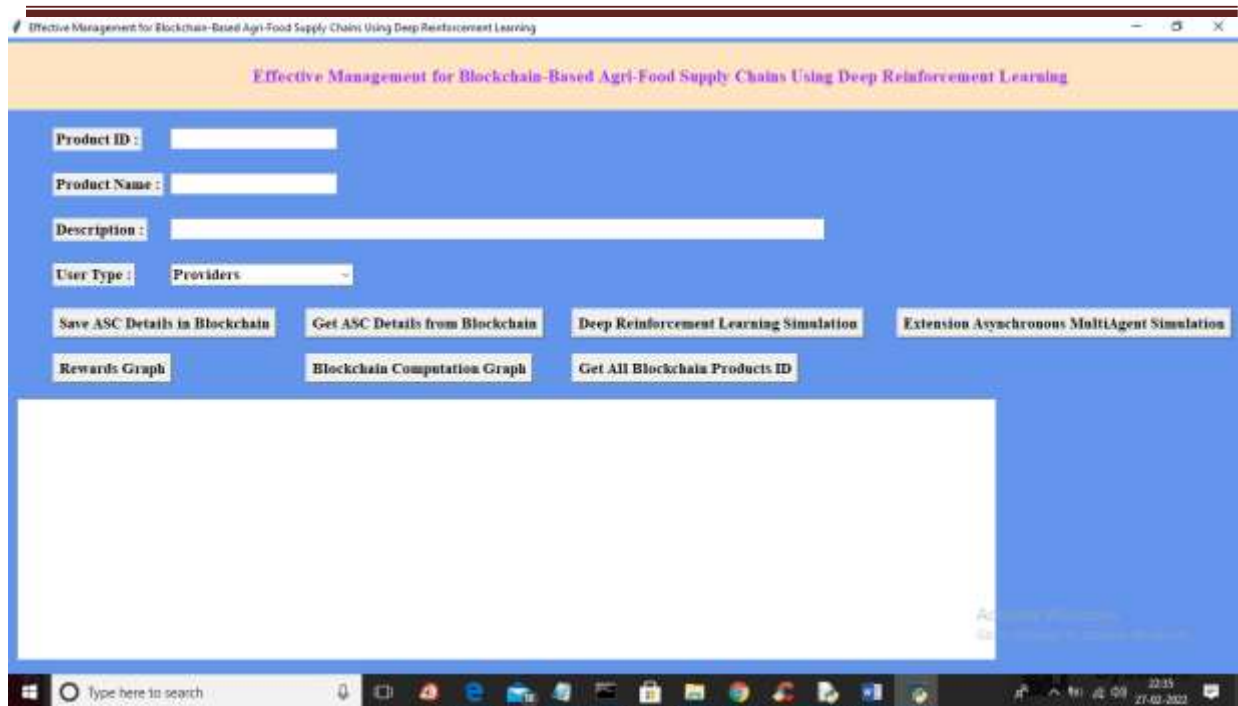 Effective Management for Blockchain-Based Agri-Food Supply Chains Using Deep Reinforcement Learning
Effective Management for Blockchain-Based Agri-Food Supply Chains Using Deep Reinforcement Learning
Product ID :
Product Name :
Description :
User Type : Providers
Save ASC Details in Blockchain Get ASC Details from Blockchain Deep Reinforcement Learning Simulation Extension Asynchronous MultiAgent Simulation
Rewards Graph Blockchain Computation Graph Get All Blockchain Products ID
Activate Windows
Type here to search
22:35
27-02-2022